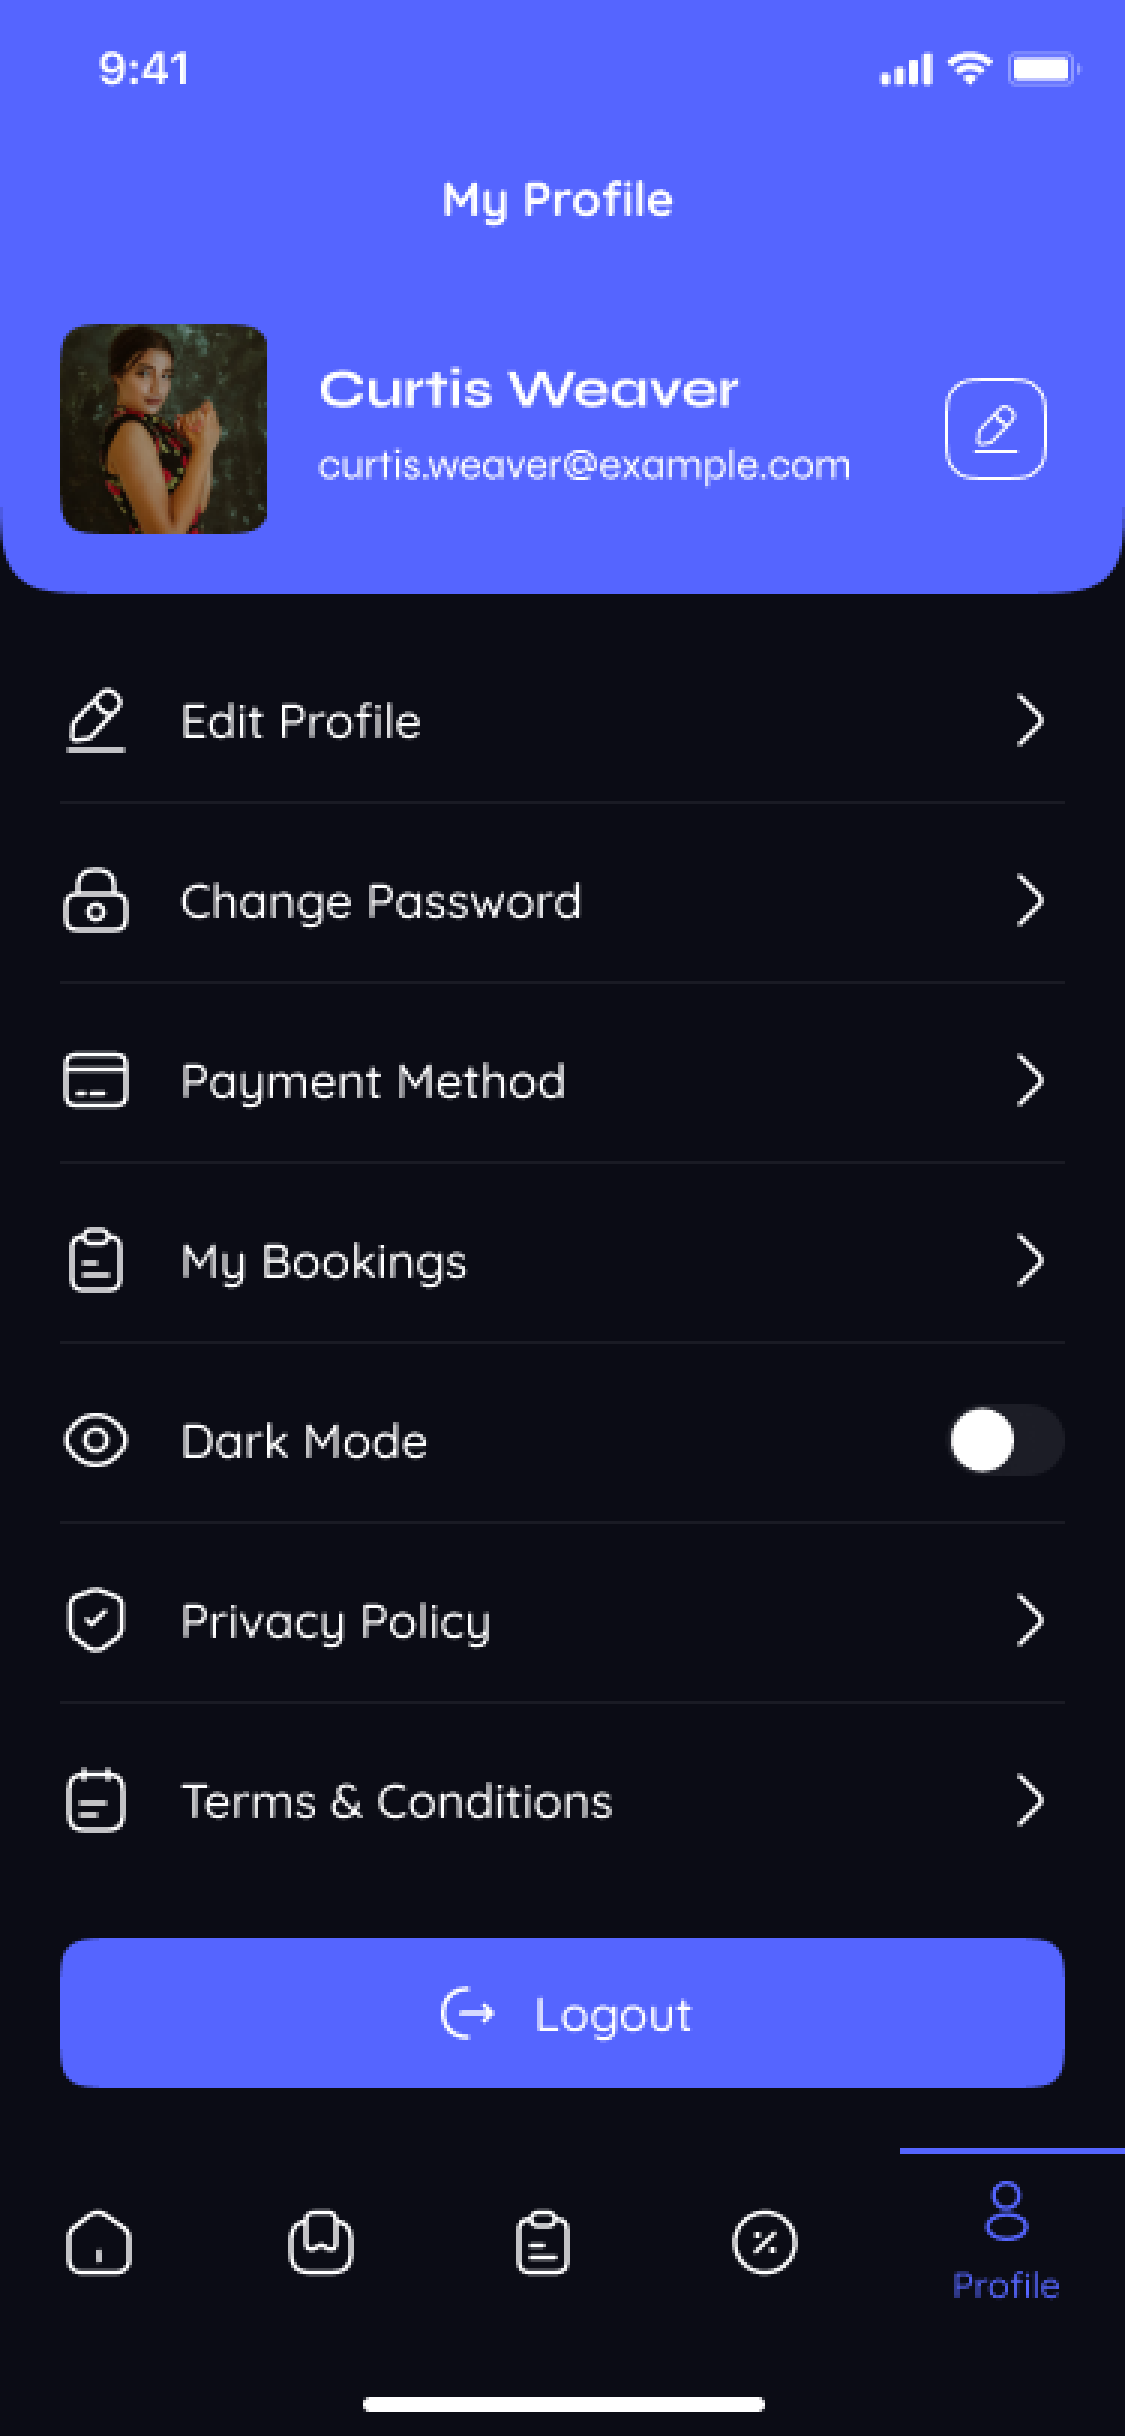 9:41
My Profile
Curtis Weaver
curtis.weaver@example.com
Edit Profile
Change Password
Payment Method
My Bookings
Dark Mode
Privacy Policy
Terms & Conditions
Logout
Profile